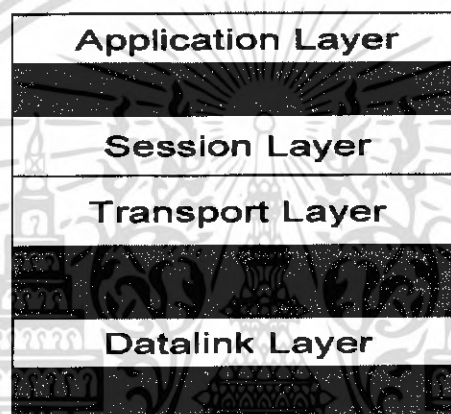 Application Layer
Session Layer
Transport Layer
Datalink Layer